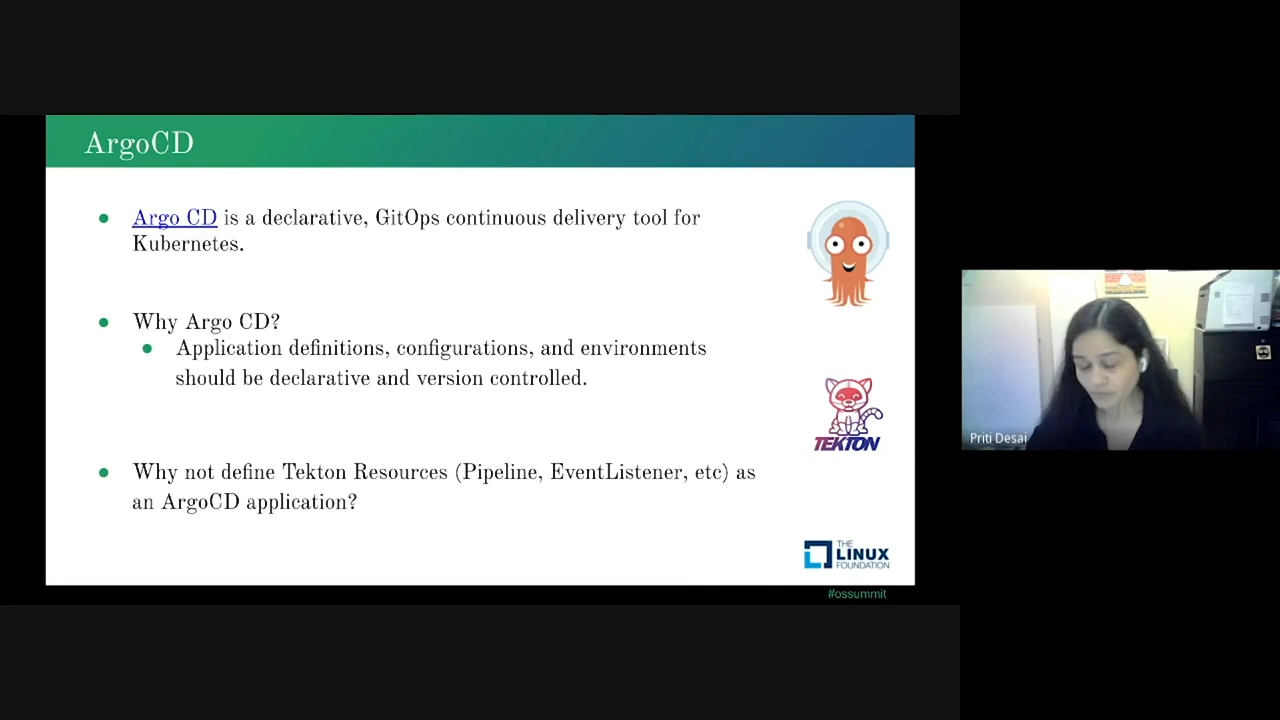 ArgoCD
Argo CD is a declarative, GitOps continuous delivery tool for
Kubernetes.
Why Argo CD?
Application definitions, configurations, and environments
should be declarative and version controlled.
TEKTON
Why not define Tekton Resources (Pipeline, EventListener, etc) as
an ArgoCD application?
THE
LINUX
FOUNDATION
#ossummit
Priti Desai